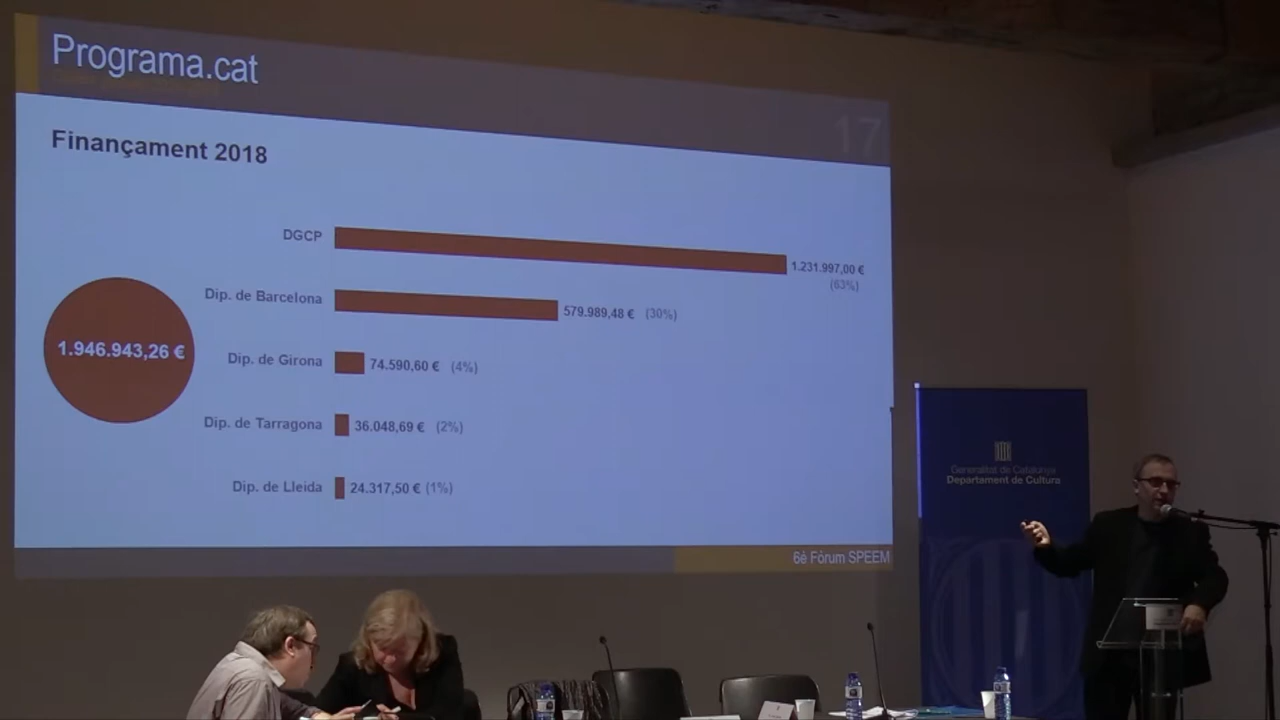 Programa.cat
17
Finançament 2018
DGCP
1.231.997,00 €
(63%)
Dip. de Barcelona
579.989,48 € (30%)
1.946.943,26 €
Dip. de Girona
74.590,60 € (4%)
Dip. de Tarragona
36.048,69 € (2%)
Dip. de Lleida
24.317,50 € (1%)
6è Fòrum SPEEM
Generalitat de Catalunya
Departament de Cultura